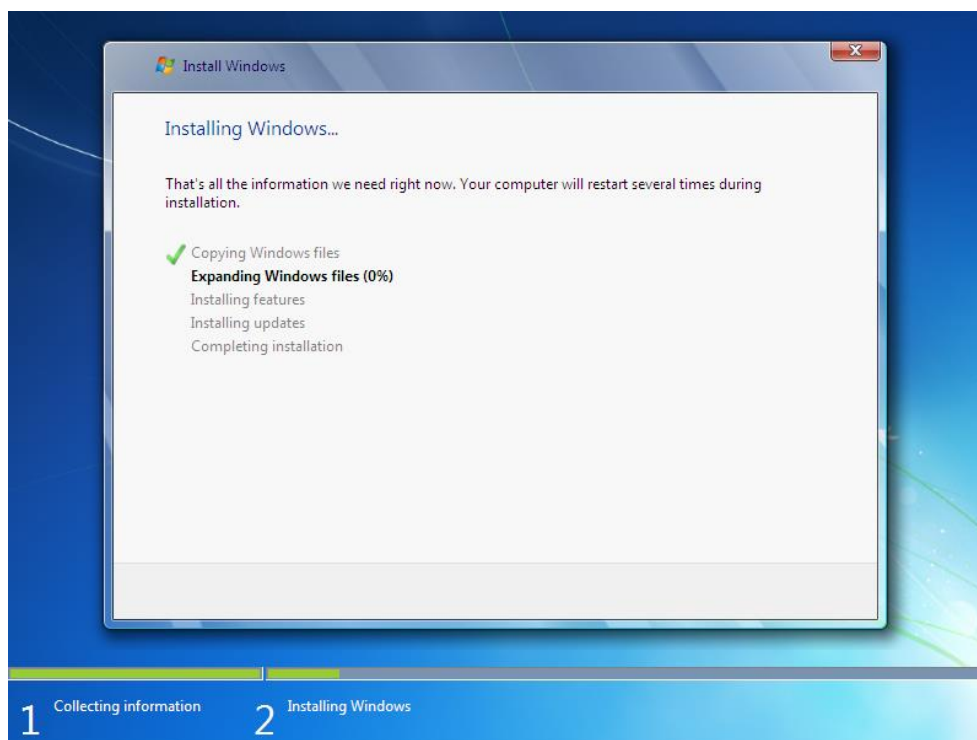 Install Windows
Installing Windows...
That's all the information we need right now. Your computer will restart several times during
installation.
Copying Windows files
Expanding Windows files (0%)
Installing features
Installing updates
Completing installation
1 Collecting information 2 Installing Windows